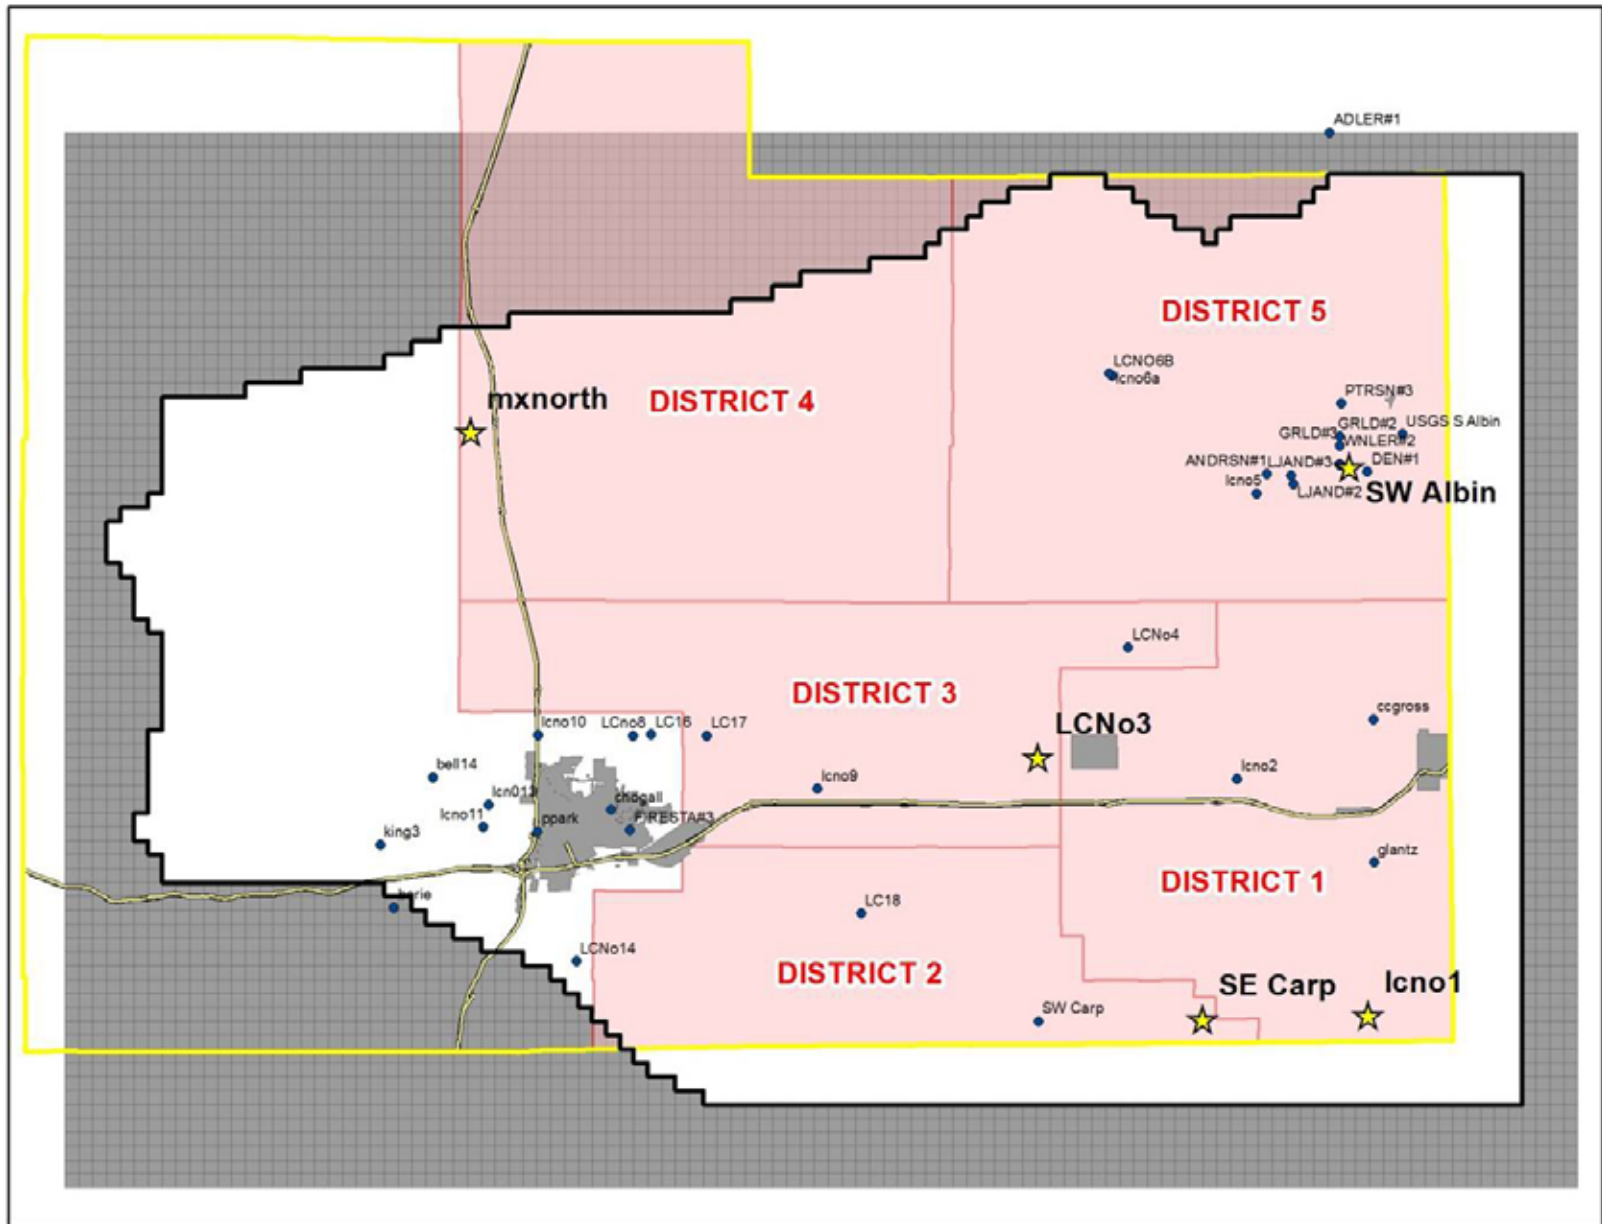 ADLER#1
DISTRICT 5
LCNO6B
lcno6a
mxnorth
DISTRICT 4
PTRSN#3
GRLD#2
USGS S Albin
GRLD#3
WNLER#2
ANDRSN#1
LJAND#3
DEN#1
lcno5
LJAND#2
SW Albin
LCNo4
DISTRICT 3
lcno10
LCno8
LC16
LC17
LCNo3
ccgross
bell14
lcno9
lcno2
lcn013
chogall
lcno11
ppark
FIRESTA#3
king3
glantz
DISTRICT 1
LC18
LCNo14
DISTRICT 2
SE Carp
lcno1
SW Carp